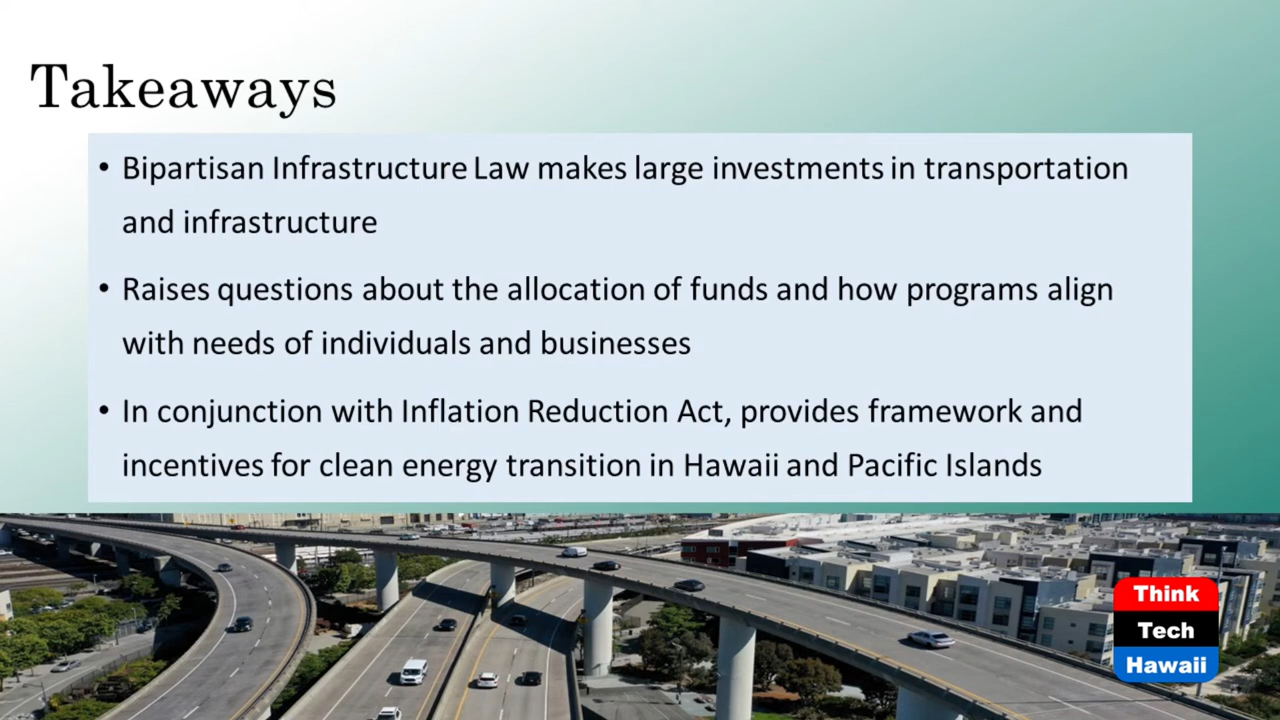 Takeaways
• Bipartisan Infrastructure Law makes large investments in transportation
and infrastructure
• Raises questions about the allocation of funds and how programs align
with needs of individuals and businesses
• In conjunction with Inflation Reduction Act, provides framework and
incentives for clean energy transition in Hawaii and Pacific Islands
Think
Tech
Hawaii